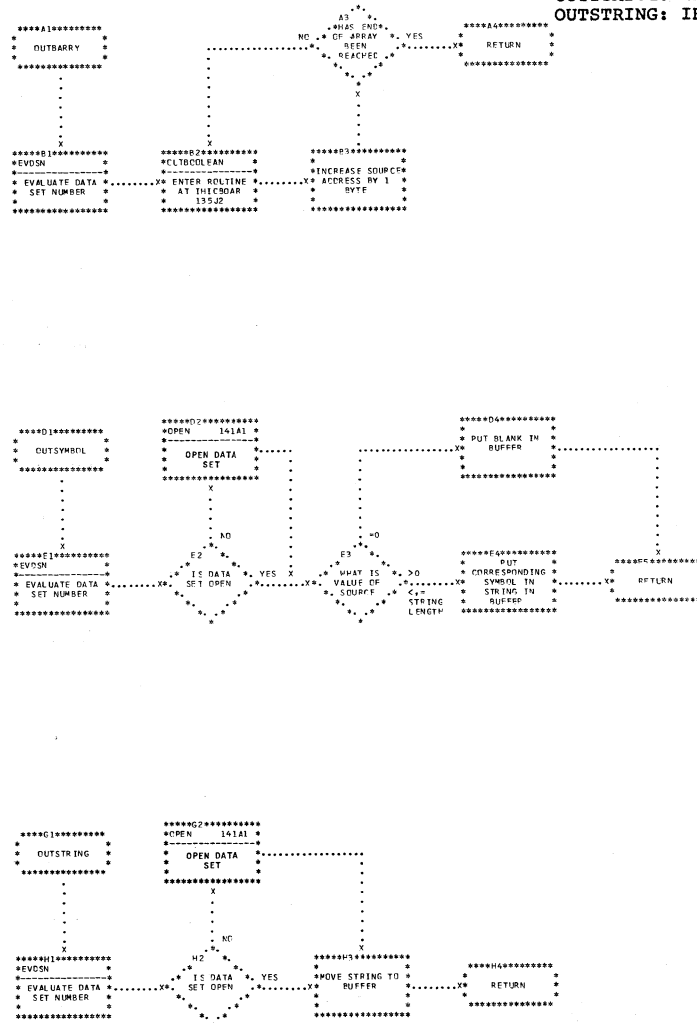 OUTSTRING:
A3
****A1*********
HAS END
NO
OF ARRAY
YES
****A4*********
OUTBARRY
BEEN
RETURN
REACHED
*****B1**********
*****B2**********
*****B3**********
*EVDSN
*CLTBOOLEAN
EVALUATE DATA
ENTER ROUTINE
*INCREASE SOURCE*
SET NUMBER
AT IHICBOAR
ADDRESS BY 1
135J2
BYTE
*****D2**********
*****D4**********
****D1*********
*OPEN 141A1 *
PUT BLANK IN
OUTSYMBOL
OPEN DATA
BUFFER
SET
NO
=0
E2
E3
*****E1**********
*****E4**********
*EVDSN
PUT
EVALUATE DATA
IS DATA
YES
WHAT IS
>0
CORRESPONDING
RETURN
SET NUMBER
SET OPEN
VALUE OF
SYMBOL IN
SOURCE
<,=
STRING IN
STRING
BUFFER
LENGTH
*****G2**********
****G1*********
*OPEN 141A1 *
OUTSTRING
OPEN DATA
SET
NO
*****H1**********
H2
*****H3**********
****H4*********
*EVDSN
EVALUATE DATA
IS DATA
YES
*MOVE STRING TO *
RETURN
SET NUMBER
SET OPEN
BUFFER